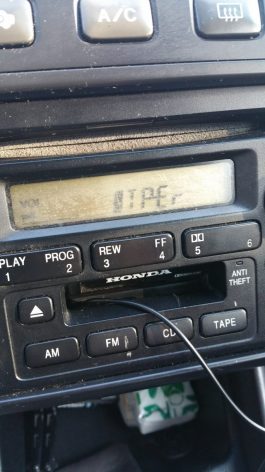 A/C
VOL
TAPE
PLAY PROG REW FF
1 2 3 4 5 6
HONDA
ANTI
THEFT
AM FM CD TAPE